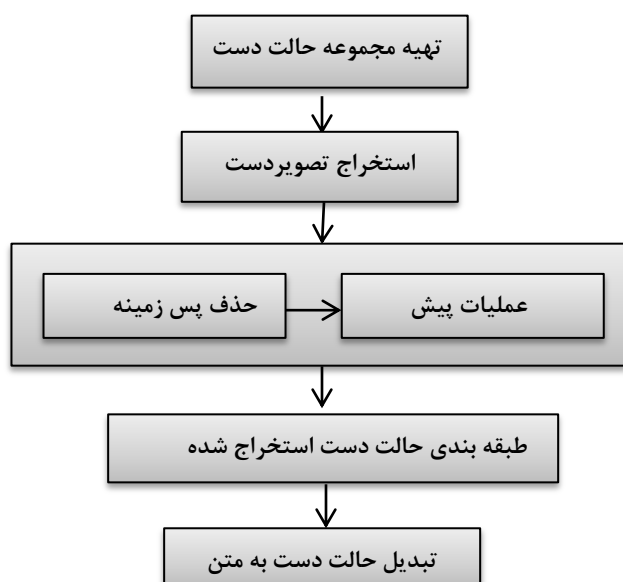 تهیه مجموعه حالت دست
استخراج تصویردست
حذف پس زمینه
عملیات پیش
طبقه بندی حالت دست استخراج شده
تبدیل حالت دست به متن